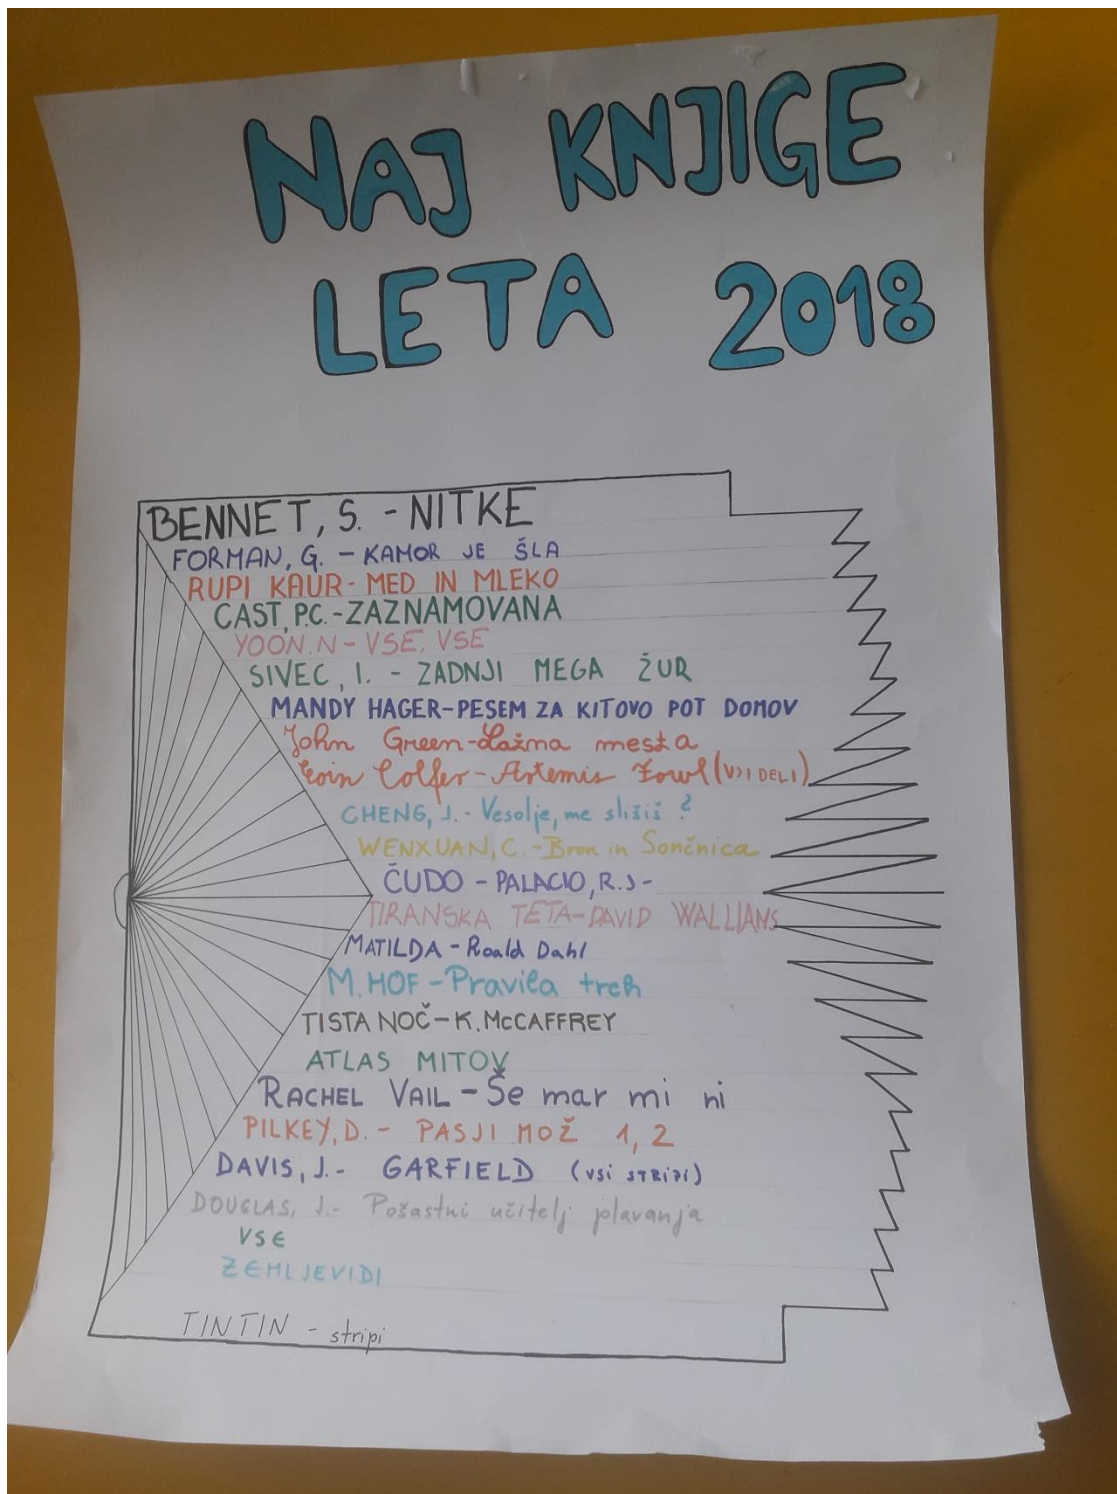 NAJ KNJIGE
LETA 2018
BENNET, S. - NITKE
FORMAN, G. - KAMOR JE ŠLA
RUPI KAUR - MED IN MLEKO
CAST, P.C. - ZAZNAMOVANA
YOON. N - VSE, VSE
SIVEC, I. - ZADNJI MEGA ŽUR
MANDY HAGER - PESEM ZA KITOVO POT DOMOV
John Green - Lažna mesta
Eoin Colfer - Artemis Fowl (VSI DELI)
CHENG, J. - Vesolje, me slišiš?
WENXUAN, C. - Bron in Sončnica
ČUDO - PALACIO, R.J -
TIRANSKA TETA - DAVID WALLIANS
MATILDA - Roald Dahl
M. HOF - Pravila treh
TISTA NOČ - K. McCAFFREY
ATLAS MITOV
RACHEL VAIL - Še mar mi ni
PILKEY, D. - PASJI MOŽ 1, 2
DAVIS, J. - GARFIELD (VSi STRiPi)
DOUGLAS, J. - Pošastni učitelj plavanja
VSE
ZEMLJEVIDI
TINTIN - stripi